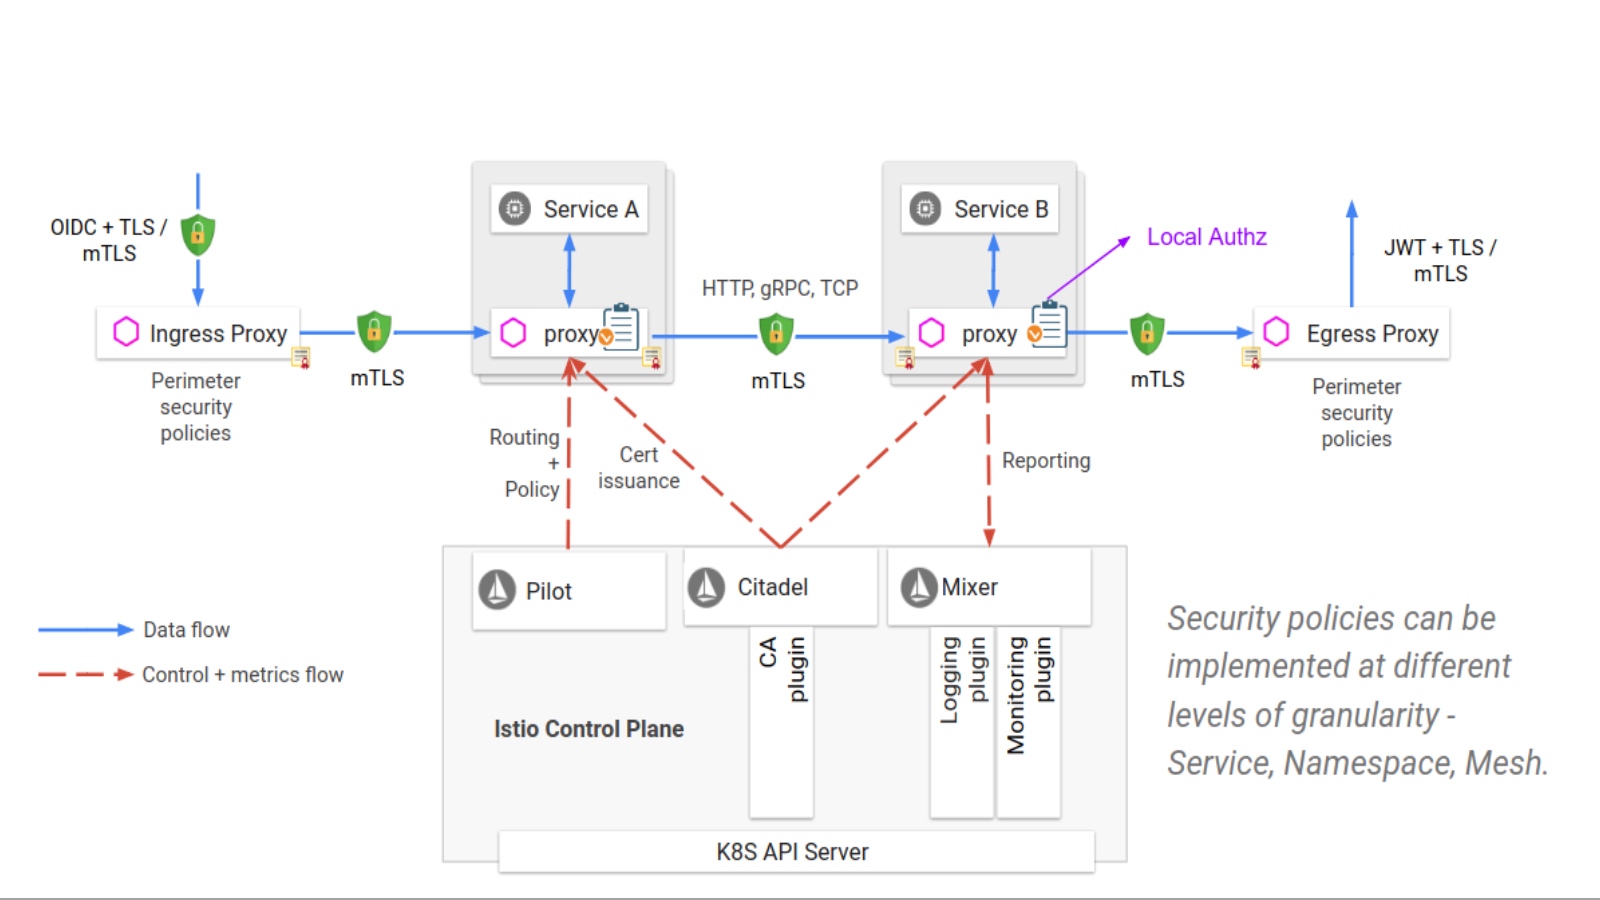 OIDC + TLS /
mTLS
Ingress Proxy
Perimeter
security
policies
mTLS
Service A
proxy
HTTP, gRPC, TCP
mTLS
Service B
proxy
Local Authz
mTLS
JWT + TLS /
mTLS
Egress Proxy
Perimeter
security
policies
Routing
+
Policy
Cert
issuance
Reporting
Pilot
Citadel
Mixer
CA
plugin
Logging
plugin
Monitoring
plugin
Istio Control Plane
K8S API Server
Data flow
Control + metrics flow
Security policies can be
implemented at different
levels of granularity -
Service, Namespace, Mesh.